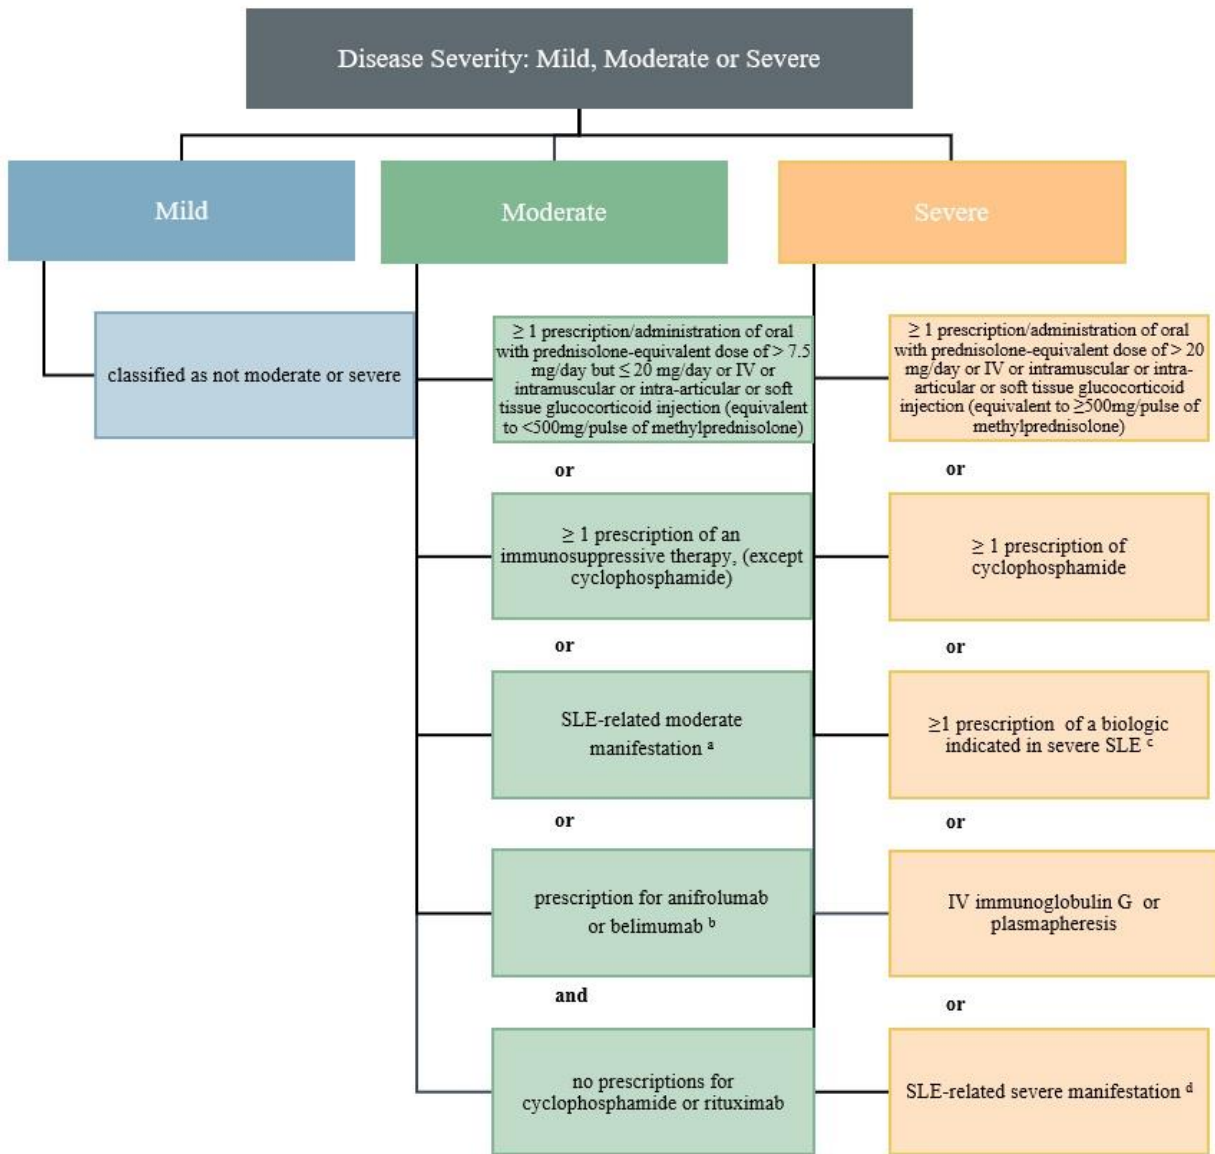 Disease Severity: Mild, Moderate or Severe
Mild
Moderate
Severe
classified as not moderate or severe
≥ 1 prescription/administration of oral
with prednisolone-equivalent dose of > 7.5
mg/day but ≤ 20 mg/day or IV or
intramuscular or intra-articular or soft
tissue glucocorticoid injection (equivalent
to <500mg/pulse of methylprednisolone)
or
≥ 1 prescription of an
immunosuppressive therapy, (except
cyclophosphamide)
or
SLE-related moderate
manifestation a
or
prescription for anifrolumab
or belimumab b
and
no prescriptions for
cyclophosphamide or rituximab
≥ 1 prescription/administration of oral
with prednisolone-equivalent dose of > 20
mg/day or IV or intramuscular or intra-
articular or soft tissue glucocorticoid
injection (equivalent to ≥500mg/pulse of
methylprednisolone)
or
≥ 1 prescription of
cyclophosphamide
or
≥1 prescription of a biologic
indicated in severe SLE c
or
IV immunoglobulin G or
plasmapheresis
or
SLE-related severe manifestation d